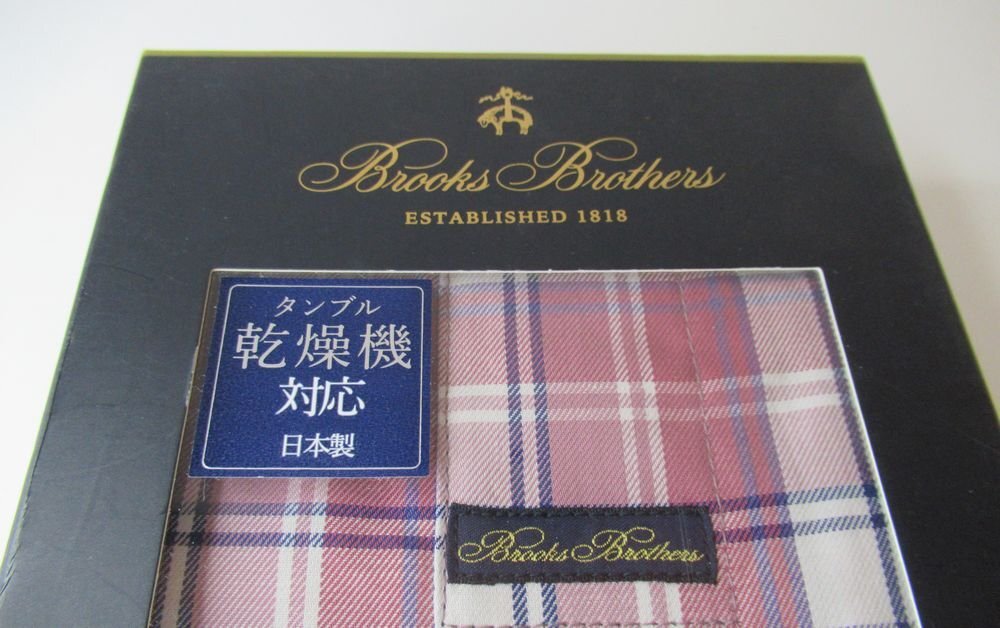 Brooks Brothers
ESTABLISHED 1818
タンブル
乾燥機
対応
日本製
Brooks Brothers